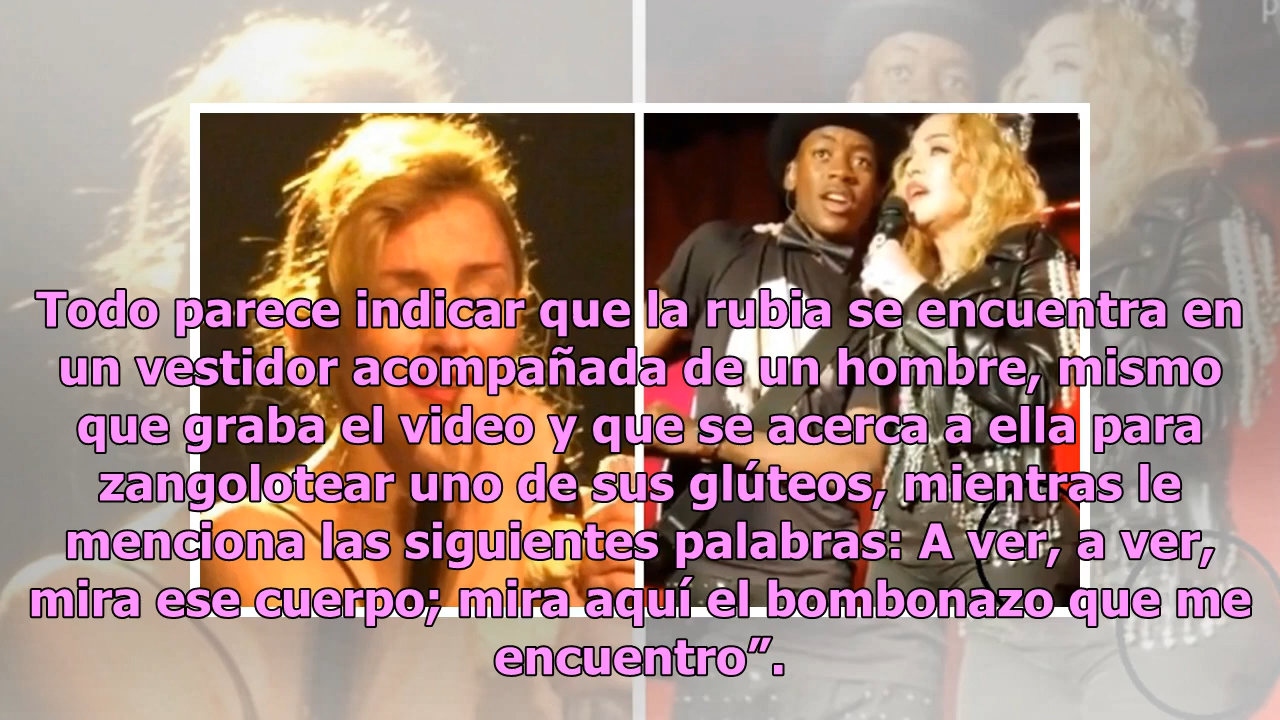 Todo parece indicar que la rubia se encuentra en
un vestidor acompañada de un hombre, mismo
que graba el video y que se acerca a ella para
zangolotear uno de sus glúteos, mientras le
menciona las siguientes palabras: A ver, a ver,
mira ese cuerpo; mira aquí el bombonazo que me
encuentro”.